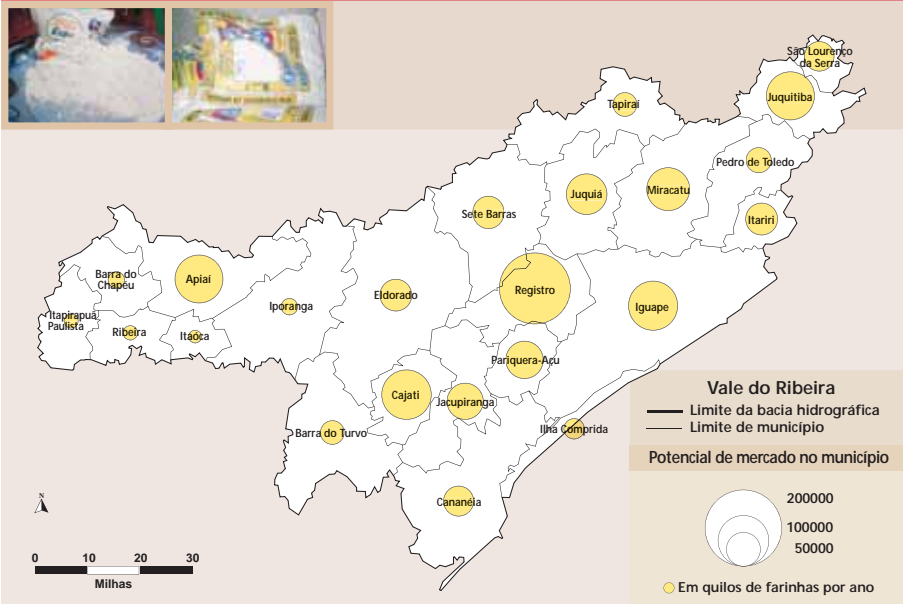 São Lourenço
da Serra
Juquitiba
Tapiraí
Pedro de Toledo
Juquiá
Miracatu
Sete Barras
Itariri
Barra do
Chapéu
Apiaí
Registro
Eldorado
Iporanga
Iguape
Itapirapuã
Paulista
Ribeira
Itaóca
Pariquera-Açu
Cajati
Jacupiranga
Barra do Turvo
Ilha Comprida
Cananéia
Vale do Ribeira
Limite da bacia hidrográfica
Limite de município
Potencial de mercado no município
200000
100000
50000
Em quilos de farinhas por ano
N
0 10 20 30
Milhas